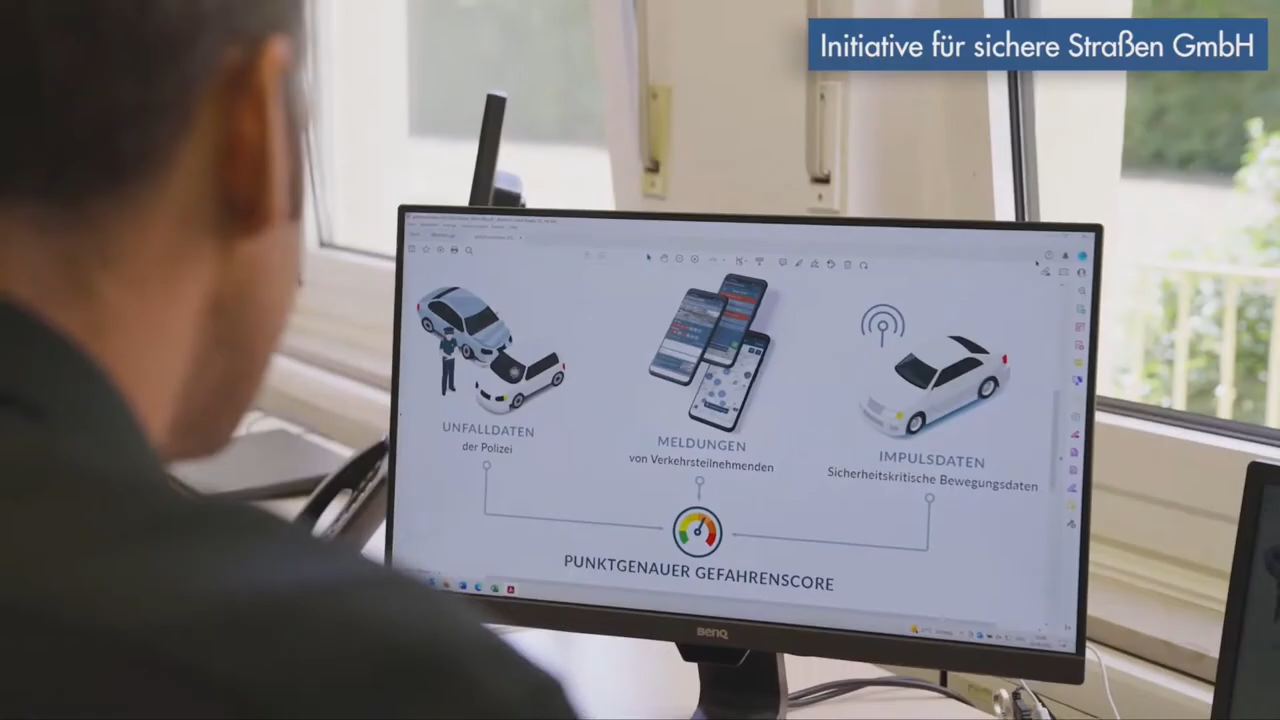 Initiative für sichere Straßen GmbH
UNFALLDATEN
der Polizei
MELDUNGEN
von Verkehrsteilnehmenden
IMPULSDATEN
Sicherheitskritische Bewegungsdaten
PUNKTGENAUER GEFAHRENSCORE
BenQ